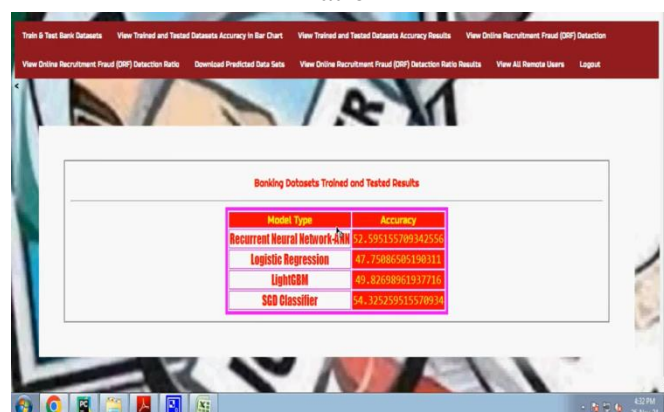 Train & Test Bank Datasets View Trained and Tested Datasets Accuracy in Bar Chart View Trained and Tested Datasets Accuracy Results View Online Recruitment Fraud (ORF) Detection
View Online Recruitment Fraud (ORF) Detection Ratio Download Predicted Data Sets View Online Recruitment Fraud (ORF) Detection Ratio Results View All Remote Users Logout
Banking Datasets Trained and Tested Results
Model Type Accuracy
Recurrent Neural Network-ANN 52.595155709342556
Logistic Regression 47.75086505190311
LightGBM 49.82698961937716
SGD Classifier 54.325259515570934
4:32 PM